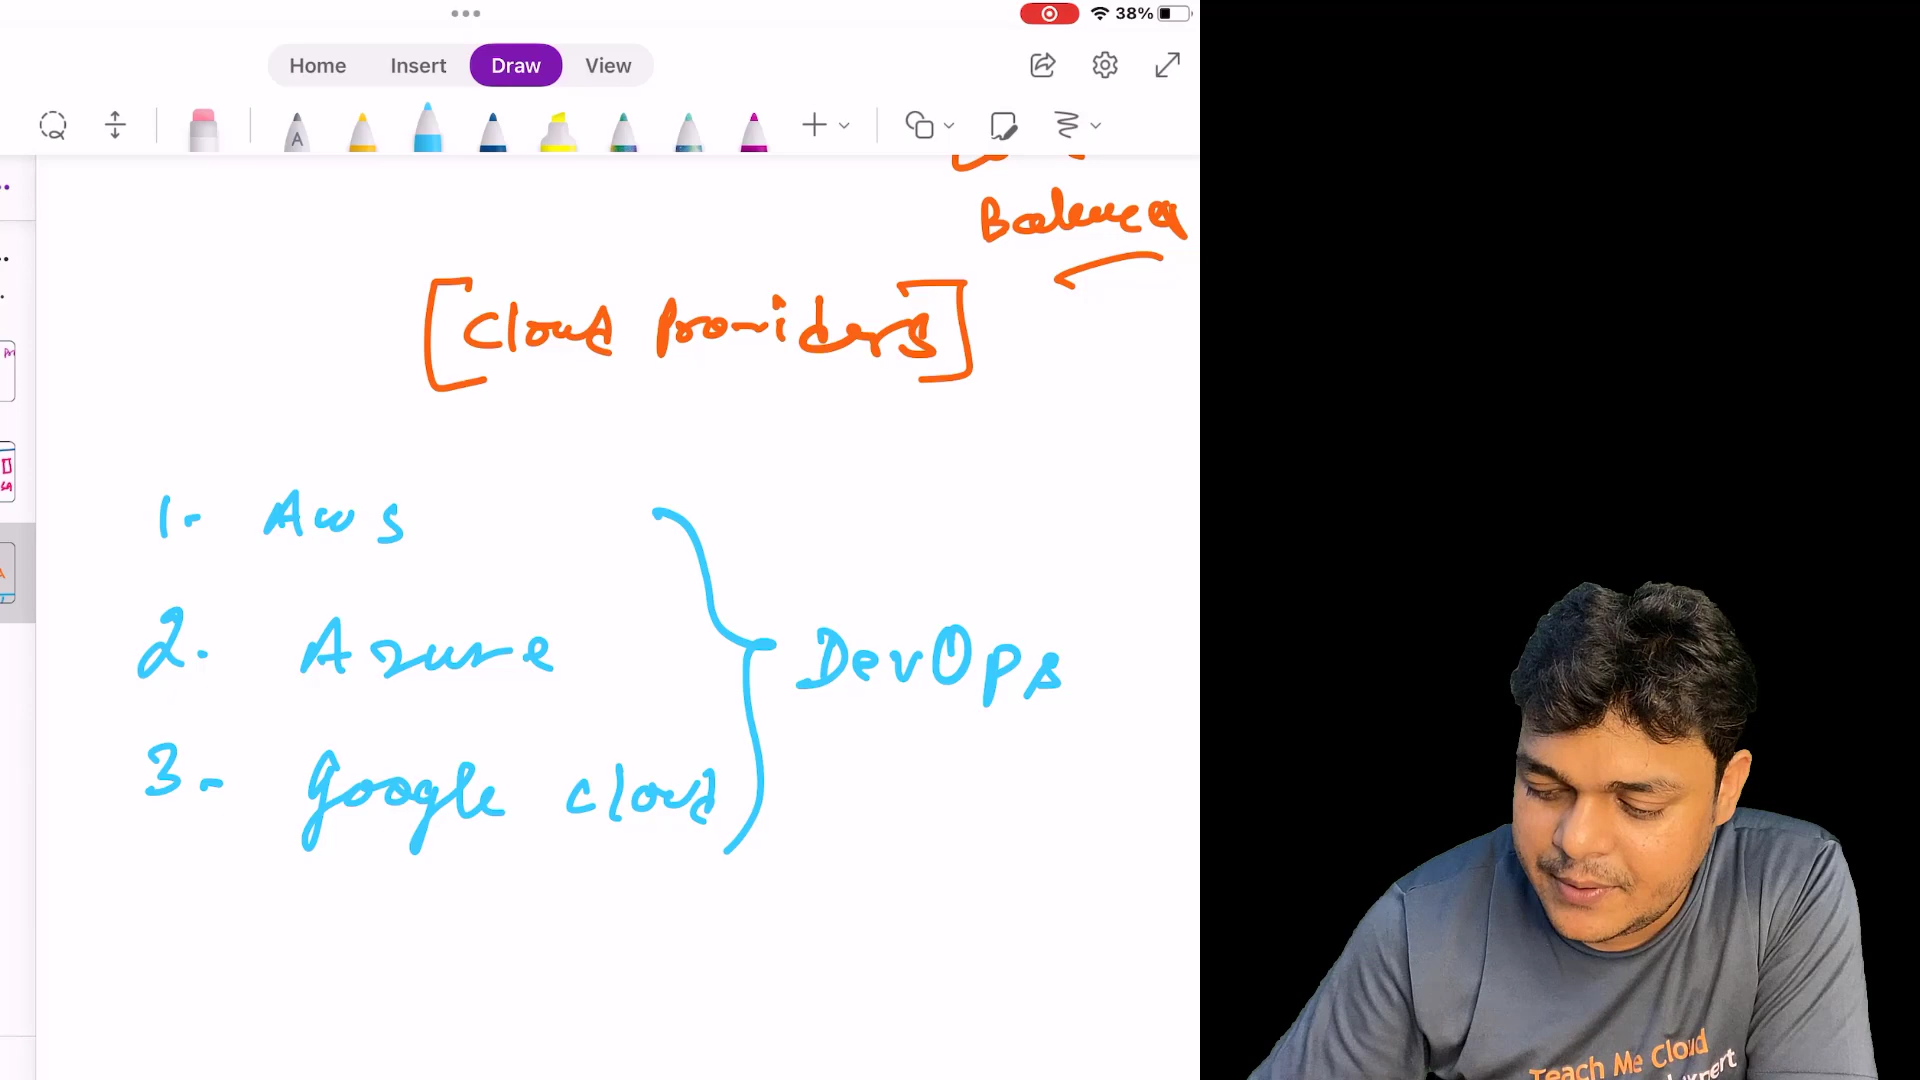 38%
Home Insert Draw View
A
Balancer
[Cloud Providers]
1. Aws
2. Azure
3. Google cloud
DevOps
Teach Me Cloud
xpert